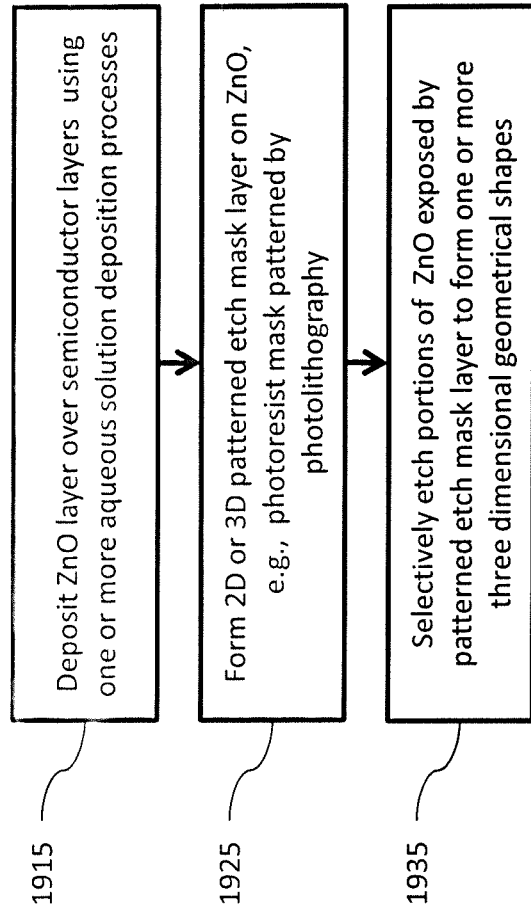 1915
Deposit ZnO layer over semiconductor layers using
one or more aqueous solution deposition processes
1925
Form 2D or 3D patterned etch mask layer on ZnO,
e.g., photoresist mask patterned by
photolithography
1935
Selectively etch portions of ZnO exposed by
patterned etch mask layer to form one or more
three dimensional geometrical shapes